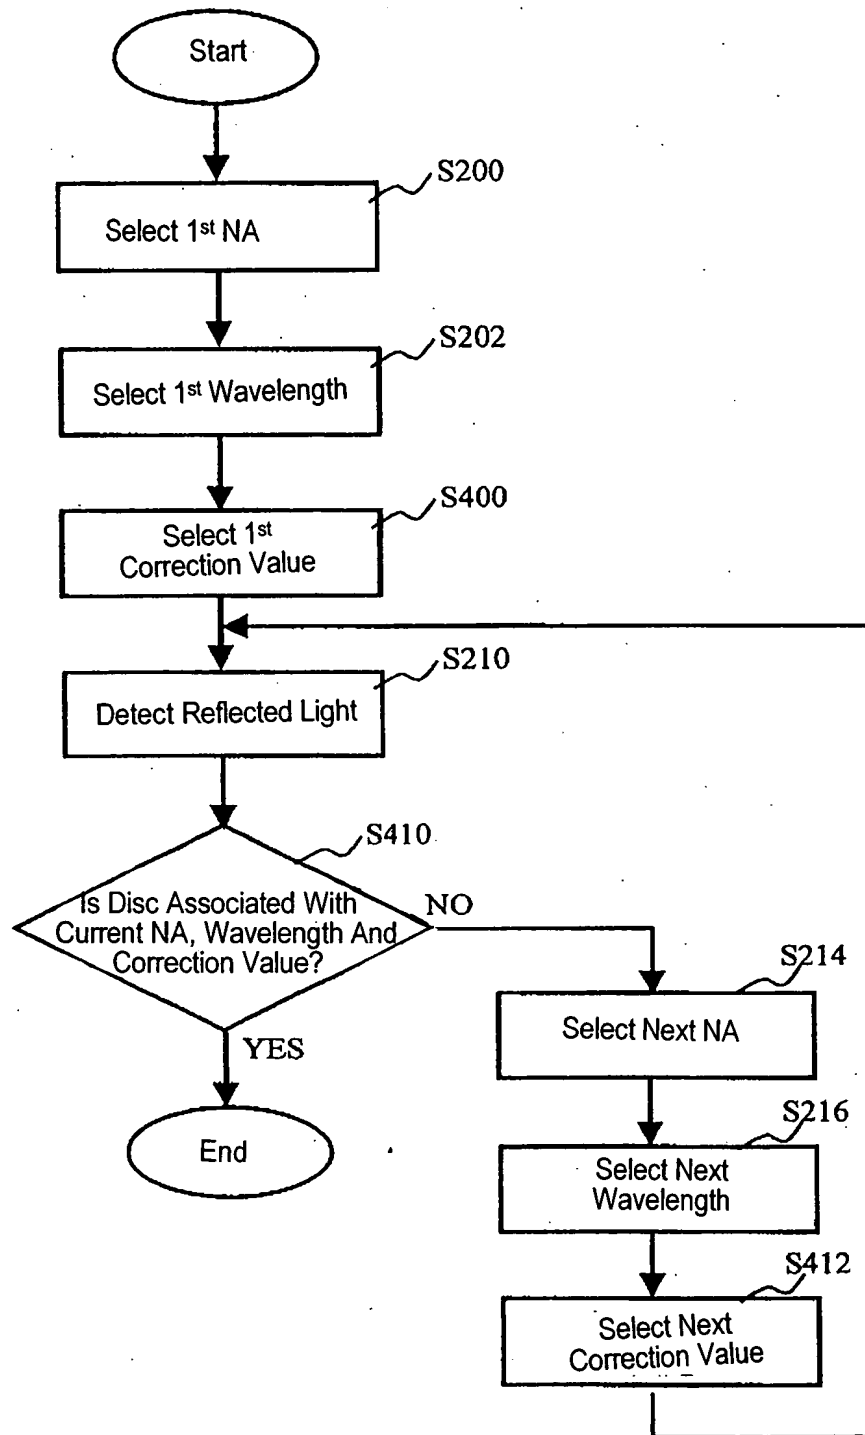 Start
S200
Select 1st NA
S202
Select 1st Wavelength
S400
Select 1st
Correction Value
S210
Detect Reflected Light
S410
Is Disc Associated With
Current NA, Wavelength And
Correction Value?
NO
YES
End
S214
Select Next NA
S216
Select Next
Wavelength
S412
Select Next
Correction Value